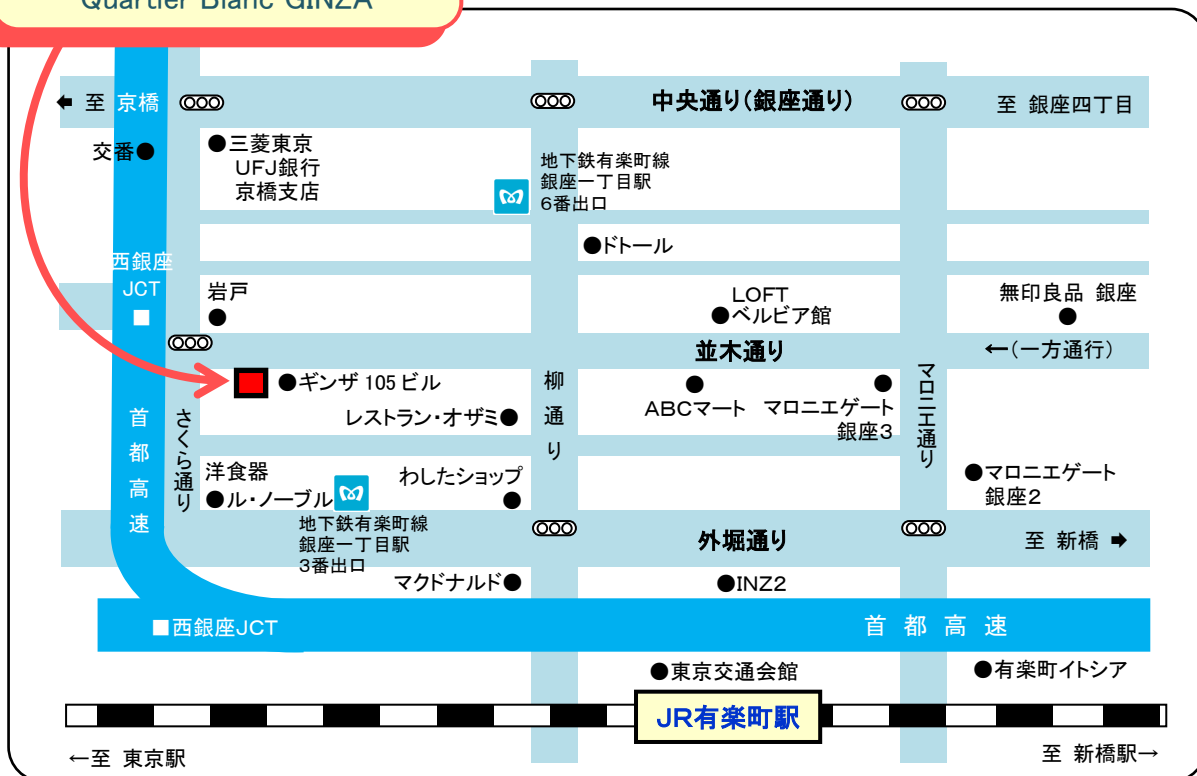 Quartier Blanc GINZA
← 至 京橋
中央通り(銀座通り)
至 銀座四丁目
交番●
●三菱東京
UFJ銀行
京橋支店
地下鉄有楽町線
銀座一丁目駅
6番出口
●ドトール
西銀座
JCT
岩戸
LOFT
●ベルビア館
無印良品 銀座
並木通り
←(一方通行)
●ギンザ 105 ビル
柳通り
マロニエ通り
ABCマート
マロニエゲート
銀座3
レストラン・オザミ●
首都高速
さくら通り
洋食器
●ル・ノーブル
わしたショップ
●マロニエゲート
銀座2
地下鉄有楽町線
銀座一丁目駅
3番出口
外堀通り
至 新橋 ➡
マクドナルド●
●INZ2
■西銀座JCT
首都高速
●東京交通会館
●有楽町イトシア
JR有楽町駅
←至 東京駅
至 新橋駅→